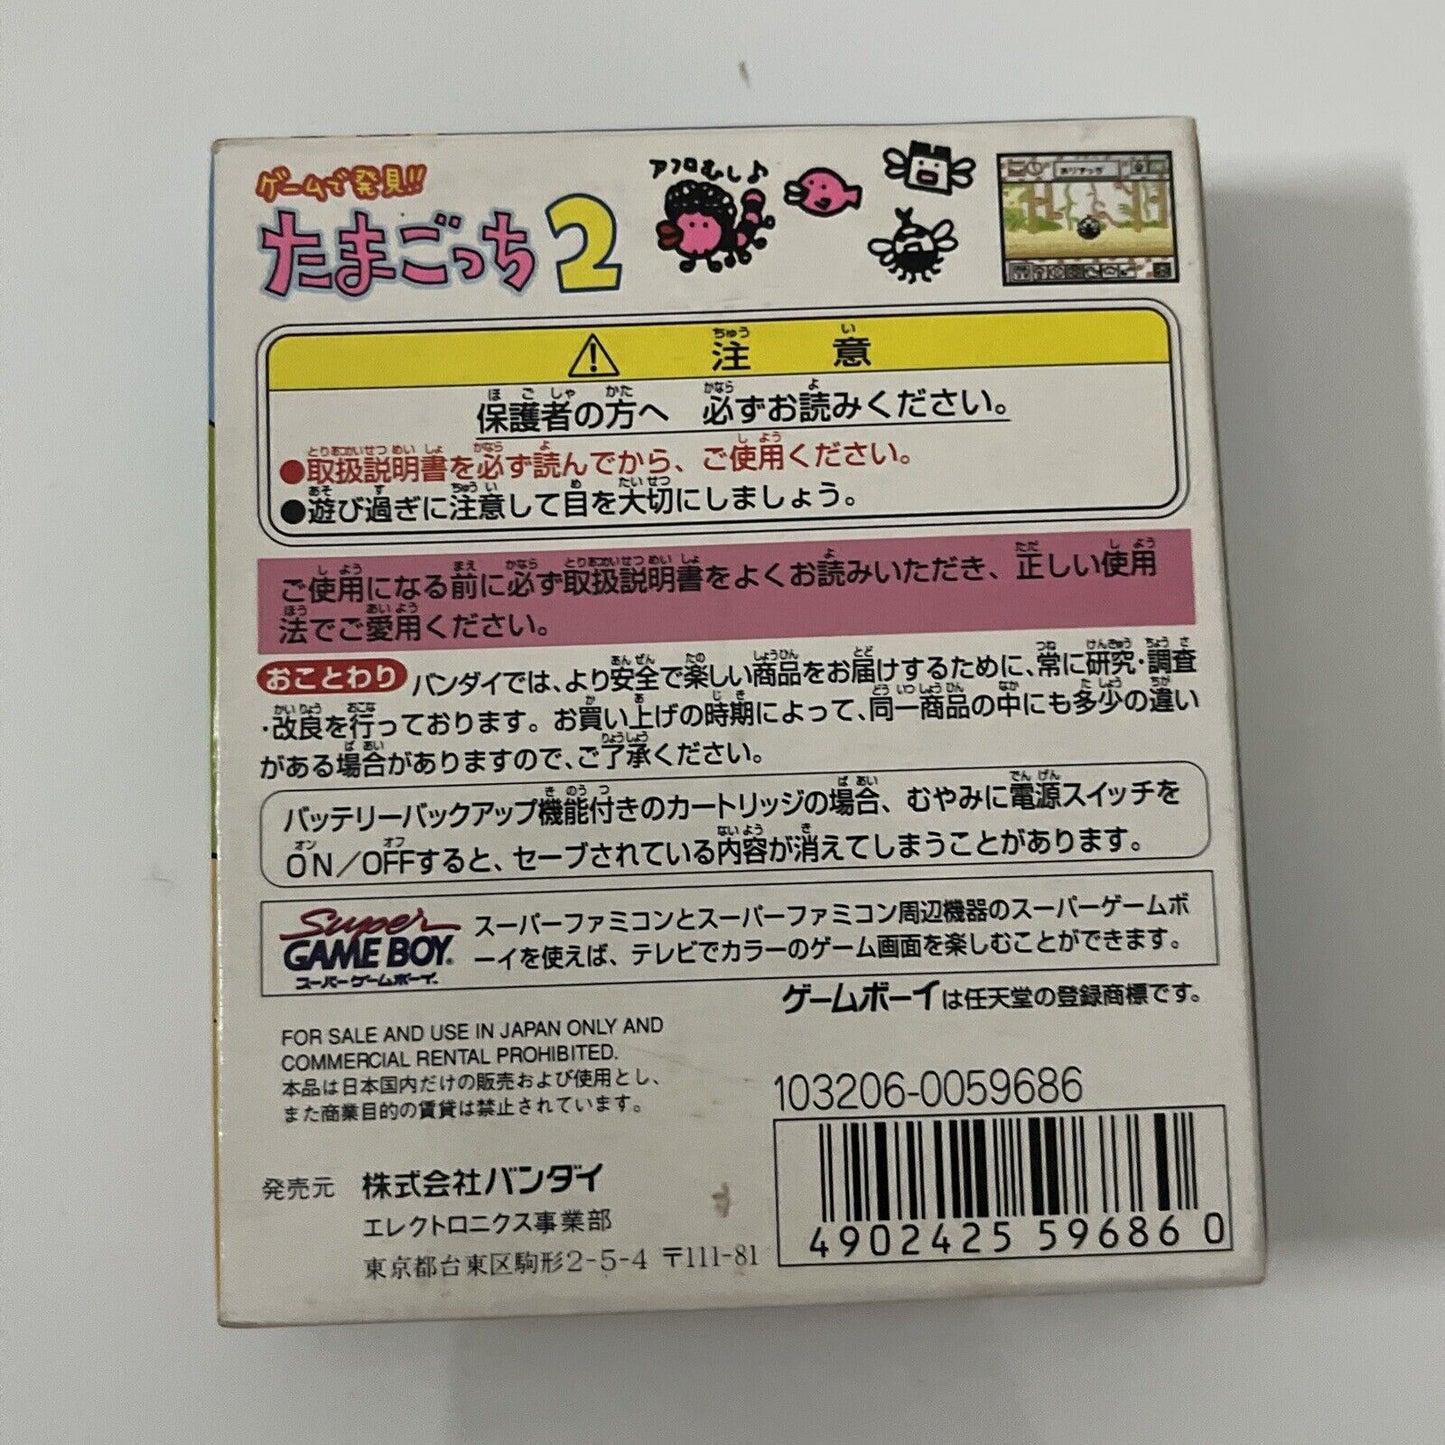 ゲームで発見!!
たまごっち2
アフロむし♪
注意
保護者の方へ 必ずお読みください。
●取扱説明書を必ず読んでから、ご使用ください。
●遊び過ぎに注意して目を大切にしましょう。
ご使用になる前に必ず取扱説明書をよくお読みいただき、正しい使用
法でご愛用ください。
おことわり バンダイでは、より安全で楽しい商品をお届けするために、常に研究・調査
・改良を行っております。お買い上げの時期によって、同一商品の中にも多少の違い
がある場合がありますので、ご了承ください。
バッテリーバックアップ機能付きのカートリッジの場合、むやみに電源スイッチを
ON/OFFすると、セーブされている内容が消えてしまうことがあります。
Super GAME BOY®
スーパーゲームボーイ™
スーパーファミコンとスーパーファミコン周辺機器のスーパーゲームボ
ーイを使えば、テレビでカラーのゲーム画面を楽しむことができます。
ゲームボーイは任天堂の登録商標です。
FOR SALE AND USE IN JAPAN ONLY AND
COMMERCIAL RENTAL PROHIBITED.
本品は日本国内だけの販売および使用とし、
また商業目的の賃貸は禁止されています。
103206-0059686
4902425 596860
発売元 株式会社バンダイ
エレクトロニクス事業部
東京都台東区駒形2-5-4 〒111-81